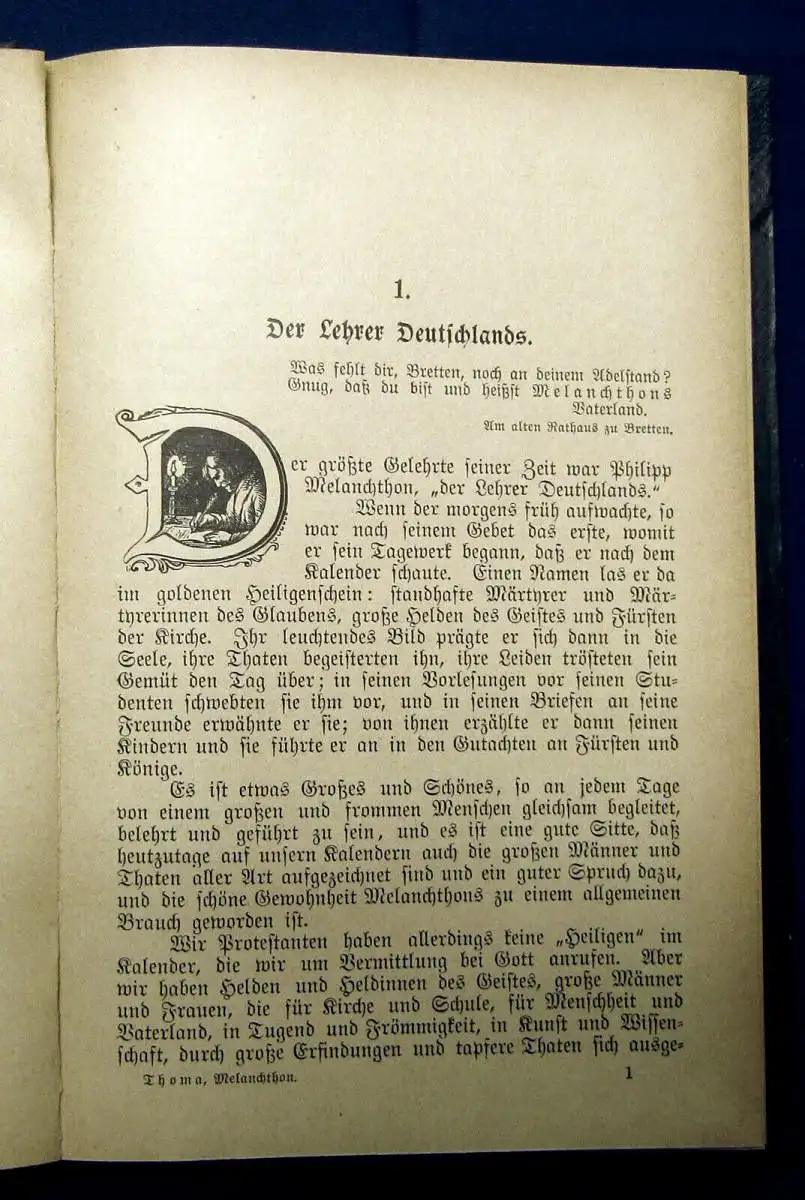 1.
Der Lehrer Deutschlands.
Was fehlt dir, Bretten, noch an deinem Adelstand?
Gnug, daß du bist und heißst Melanchthons
Vaterland.
Am alten Rathaus zu Bretten.
Der größte Gelehrte seiner Zeit war Philipp
Melanchthon, „der Lehrer Deutschlands.“
Wenn der morgens früh aufwachte, so
war nach seinem Gebet das erste, womit
er sein Tagewerk begann, daß er nach dem
Kalender schaute. Einen Namen las er da
im goldenen Heiligenschein: standhafte Märtyrer und Mär-
tyrerinnen des Glaubens, große Helden des Geistes und Fürsten
der Kirche. Ihr leuchtendes Bild prägte er sich dann in die
Seele, ihre Thaten begeisterten ihn, ihre Leiden trösteten sein
Gemüt den Tag über; in seinen Vorlesungen vor seinen Stu-
denten schwebten sie ihm vor, und in seinen Briefen an seine
Freunde erwähnte er sie; von ihnen erzählte er dann seinen
Kindern und sie führte er an in den Gutachten an Fürsten und
Könige.
Es ist etwas Großes und Schönes, so an jedem Tage
von einem großen und frommen Menschen gleichsam begleitet,
belehrt und geführt zu sein, und es ist eine gute Sitte, daß
heutzutage auf unsern Kalendern auch die großen Männer und
Thaten aller Art aufgezeichnet sind und ein guter Spruch dazu,
und die schöne Gewohnheit Melanchthons zu einem allgemeinen
Brauch geworden ist.
Wir Protestanten haben allerdings keine „Heiligen“ im
Kalender, die wir um Vermittlung bei Gott anrufen. Aber
wir haben Helden und Heldinnen des Geistes, große Männer
und Frauen, die für Kirche und Schule, für Menschheit und
Vaterland, in Tugend und Frömmigkeit, in Kunst und Wissen-
schaft, durch große Erfindungen und tapfere Thaten sich ausge-
Thoma, Melanchthon. 1